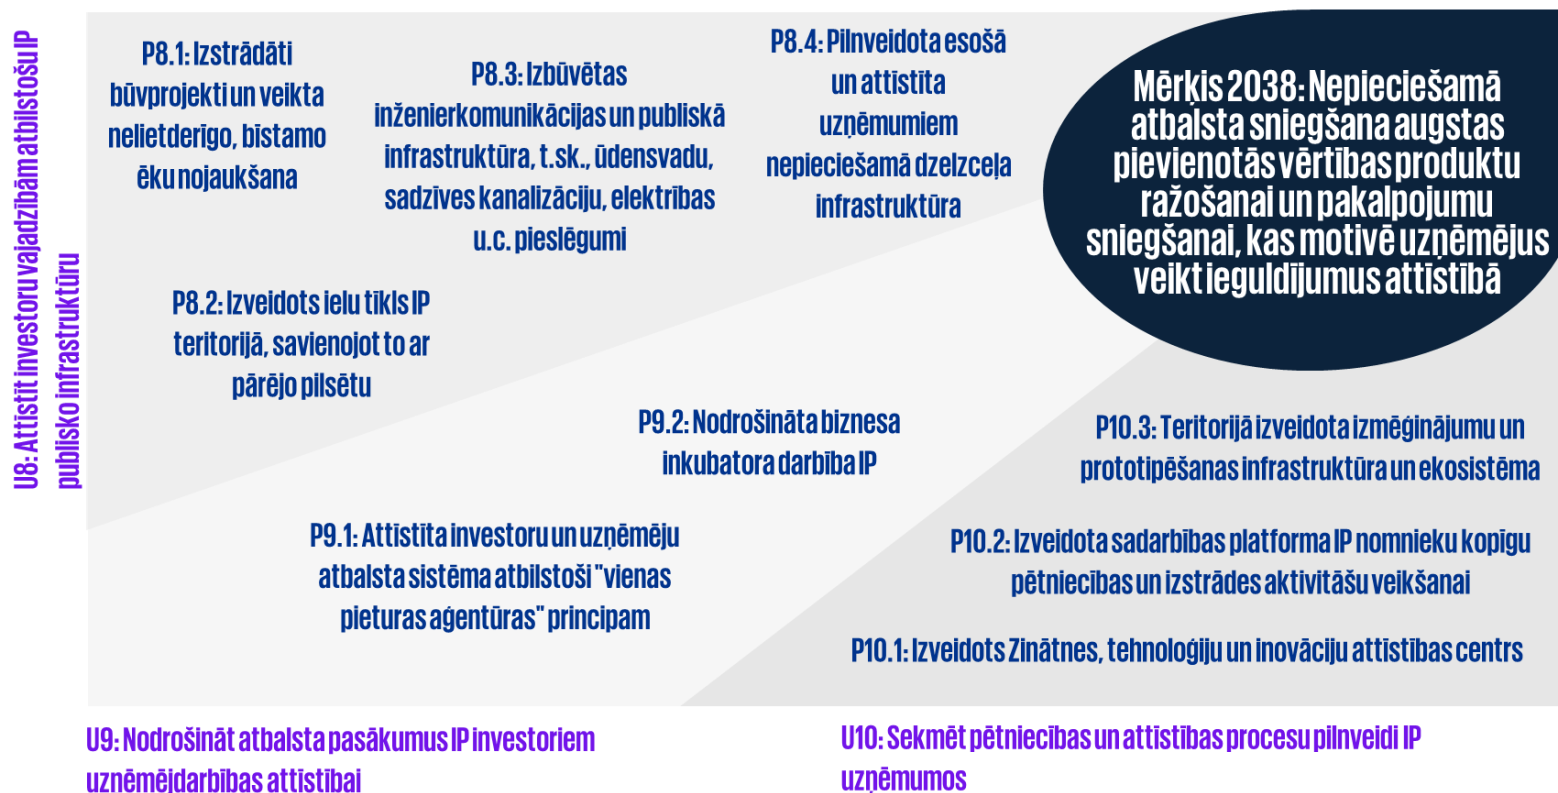 U8: Attīstīt investoru vajadzībām atbilstošu IP
publisko infrastruktūru
P8.1: Izstrādāti
būvprojekti un veikta
nelietderīgo, bīstamo
ēku nojaukšana
P8.3: Izbūvētas
inženierkomunikācijas un publiskā
infrastruktūra, t.sk., ūdensvadu,
sadzīves kanalizāciju, elektrības
u.c. pieslēgumi
P8.4: Pilnveidota esošā
un attīstīta
uzņēmumiem
nepieciešamā dzelzceļa
infrastruktūra
Mērķis 2038: Nepieciešamā
atbalsta sniegšana augstas
pievienotās vērtības produktu
ražošanai un pakalpojumu
sniegšanai, kas motivē uzņēmējus
veikt ieguldījumus attīstībā
P8.2: Izveidots ielu tīkls IP
teritorijā, savienojot to ar
pārējo pilsētu
P9.2: Nodrošināta biznesa
inkubatora darbība IP
P10.3: Teritorijā izveidota izmēģinājumu un
prototipēšanas infrastruktūra un ekosistēma
P9.1: Attīstīta investoru un uzņēmēju
atbalsta sistēma atbilstoši "vienas
pieturas aģentūras" principam
P10.2: Izveidota sadarbības platforma IP nomnieku kopīgu
pētniecības un izstrādes aktivitāšu veikšanai
P10.1: Izveidots Zinātnes, tehnoloģiju un inovāciju attīstības centrs
U9: Nodrošināt atbalsta pasākumus IP investoriem
uzņēmējdarbības attīstībai
U10: Sekmēt pētniecības un attīstības procesu pilnveidi IP
uzņēmumos